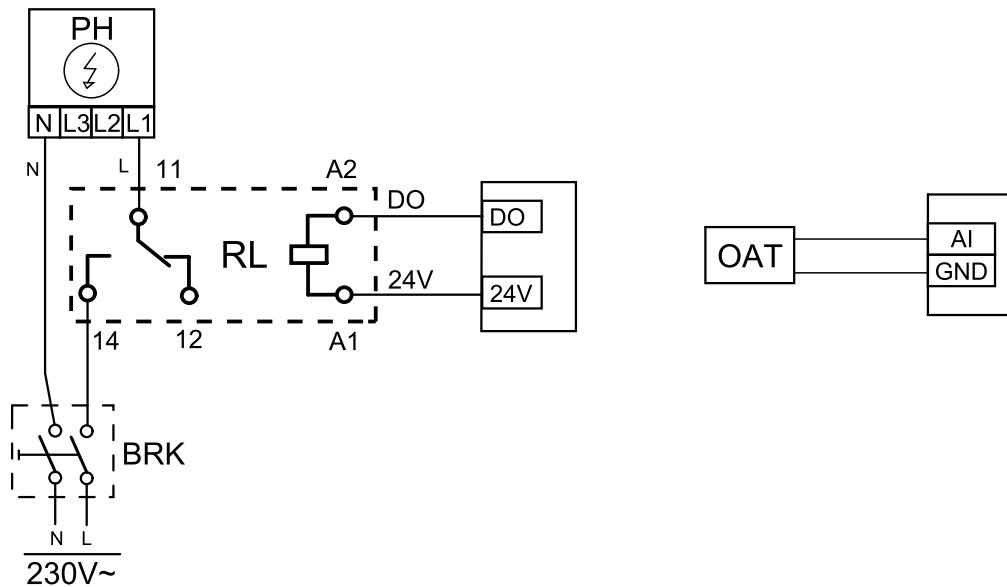 PH
N L3 L2 L1
N L 11 A2
DO DO
RL
24V 24V
14 12 A1
BRK
N L
230V~
OAT
AI
GND